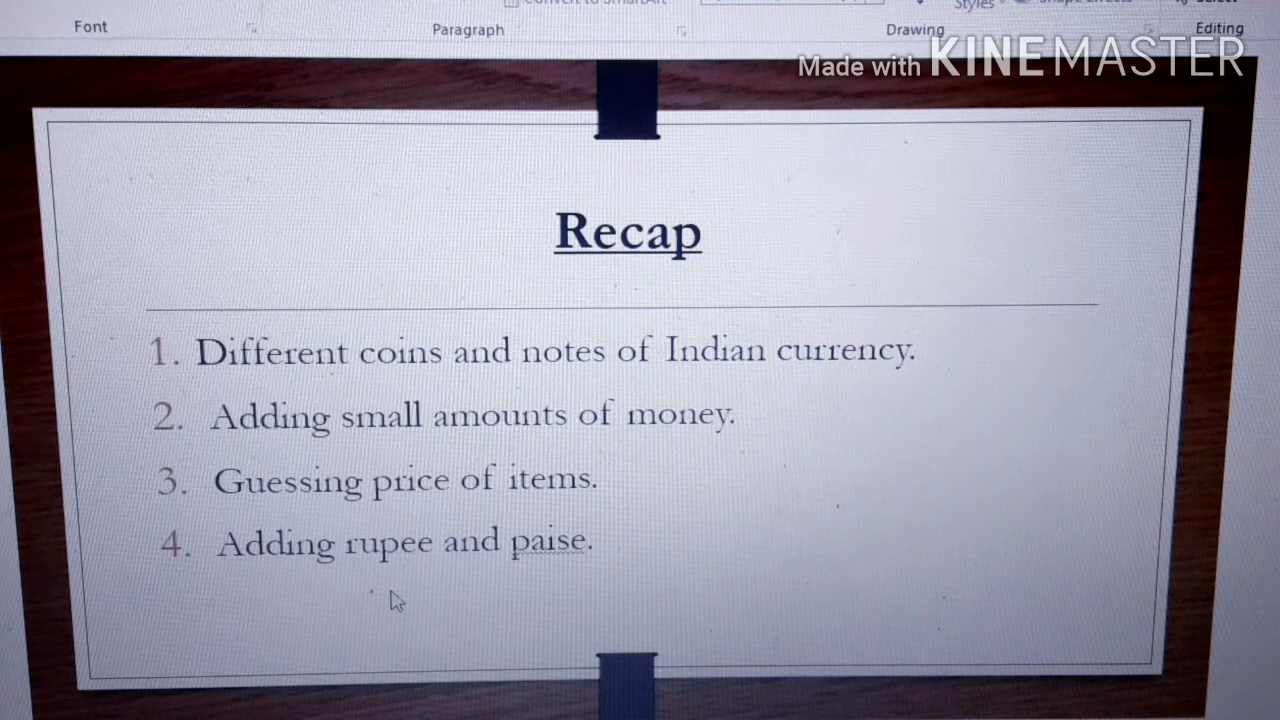 Font
Paragraph
Drawing
Editing
Made with KINEMASTER
Recap
1. Different coins and notes of Indian currency.
2. Adding small amounts of money.
3. Guessing price of items.
4. Adding rupee and paise.